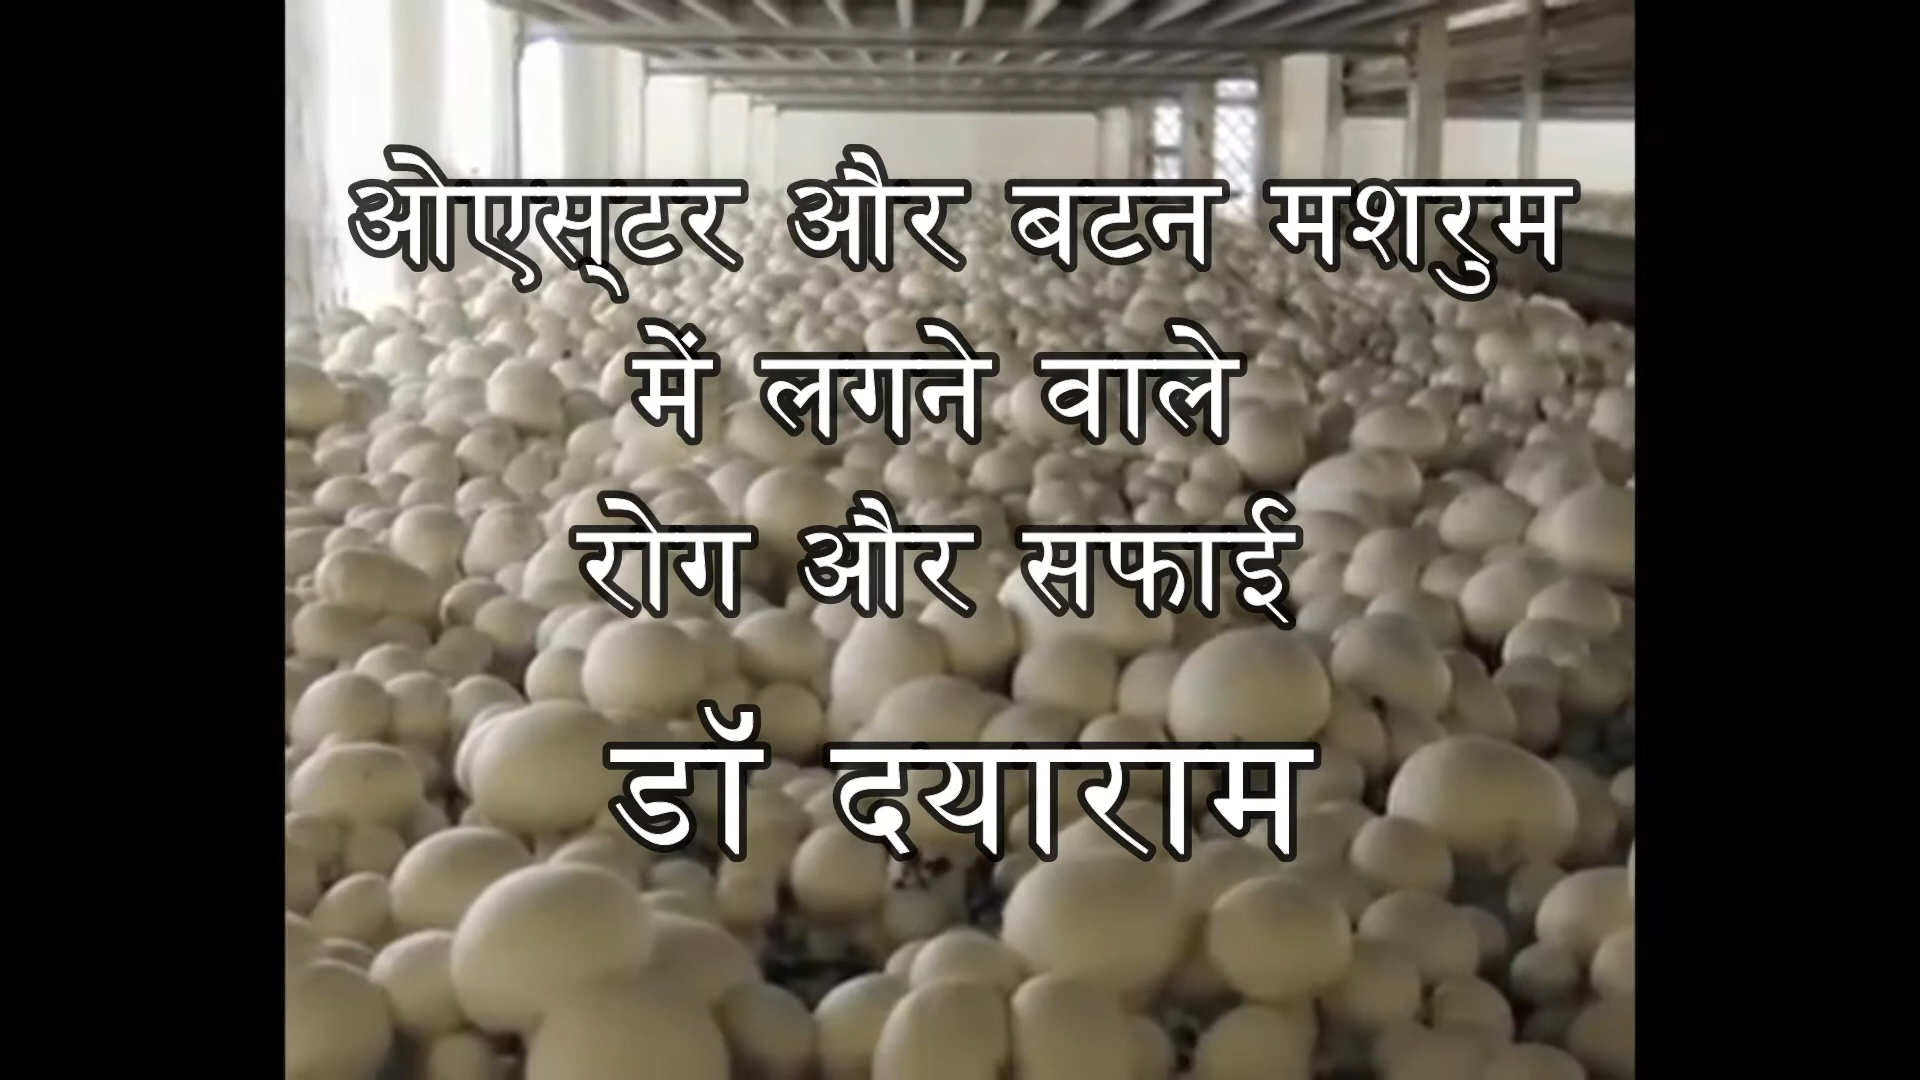 ओएस्टर और बटन मशरुम
में लगने वाले
रोग और सफाई
डॉ दयाराम